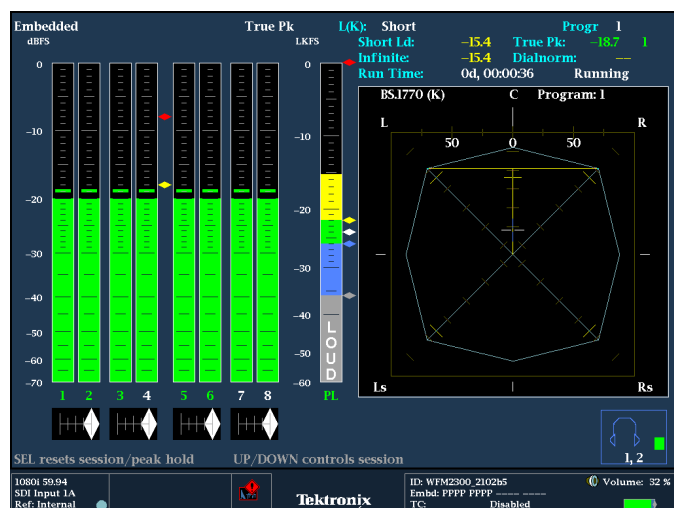 Embedded True Pk L(K): Short Progr 1
dBFS LKFS Short Ld: –15.4 True Pk: –18.7 1
Infinite: –15.4 Dialnorm: ––
Run Time: 0d, 00:00:36 Running
BS.1770 (K) C Program: 1
L R
50 0 50
0 0
–10 –10
–20 –20
–30 –30
–40 –40
–50 –50
–60
–70 –60
LOUD
Ls Rs
1 2 3 4 5 6 7 8 PL
1, 2
SEL resets session/peak hold UP/DOWN controls session
1080i 59.94
SDI Input 1A
Ref: Internal
Tektronix
ID: WFM2300_2102b5 Volume: 32 %
Embd: PPPP PPPP –––– ––––
TC: Disabled